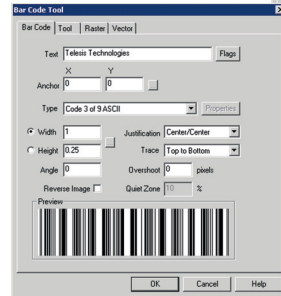 Bar Code Tool
Bar Code Tool Raster Vector
Text Telesis Technologies Flags
X Y
Anchor 0 0
Type Code 3 of 9 ASCII Properties
Width 1 Justification Center/Center
Height 0.25 Trace Top to Bottom
Angle 0 Overshoot 0 pixels
Reverse Image Quiet Zone 10 %
Preview
OK Cancel Help